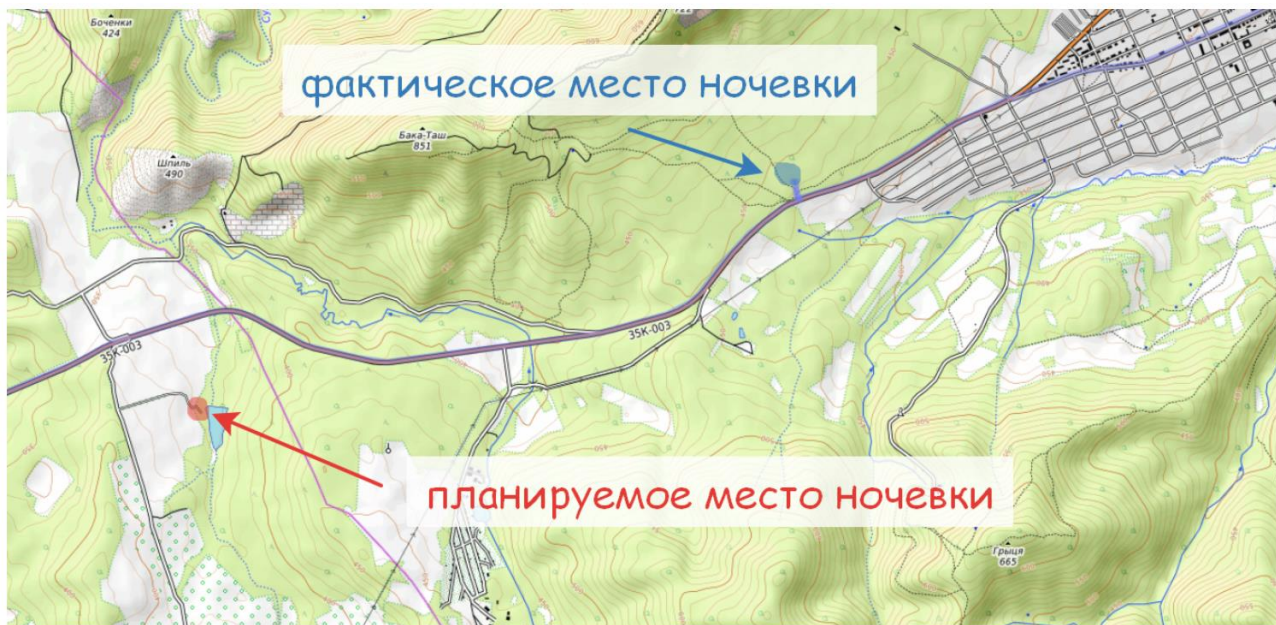 Боченки
424
фактическое место ночевки
Бака-Таш
851
Шпиль
490
35К-003
35К-003
планируемое место ночевки
Грыця
665